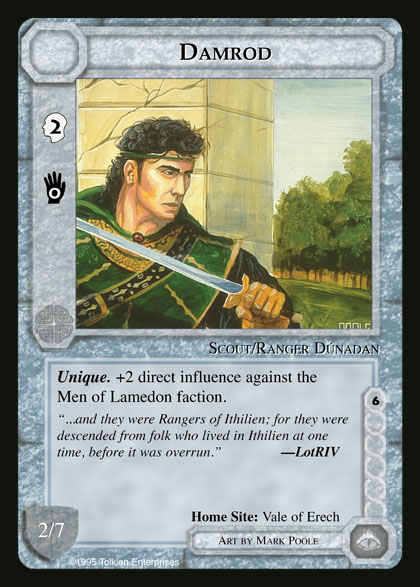 Damrod
2
POOLE
Scout/Ranger Dúnadan
Unique. +2 direct influence against the
Men of Lamedon faction.
“...and they were Rangers of Ithilien; for they were
descended from folk who lived in Ithilien at one
time, before it was overrun.” —LotRIV
6
Home Site: Vale of Erech
2/7
Art by Mark Poole
©1995 Tolkien Enterprises